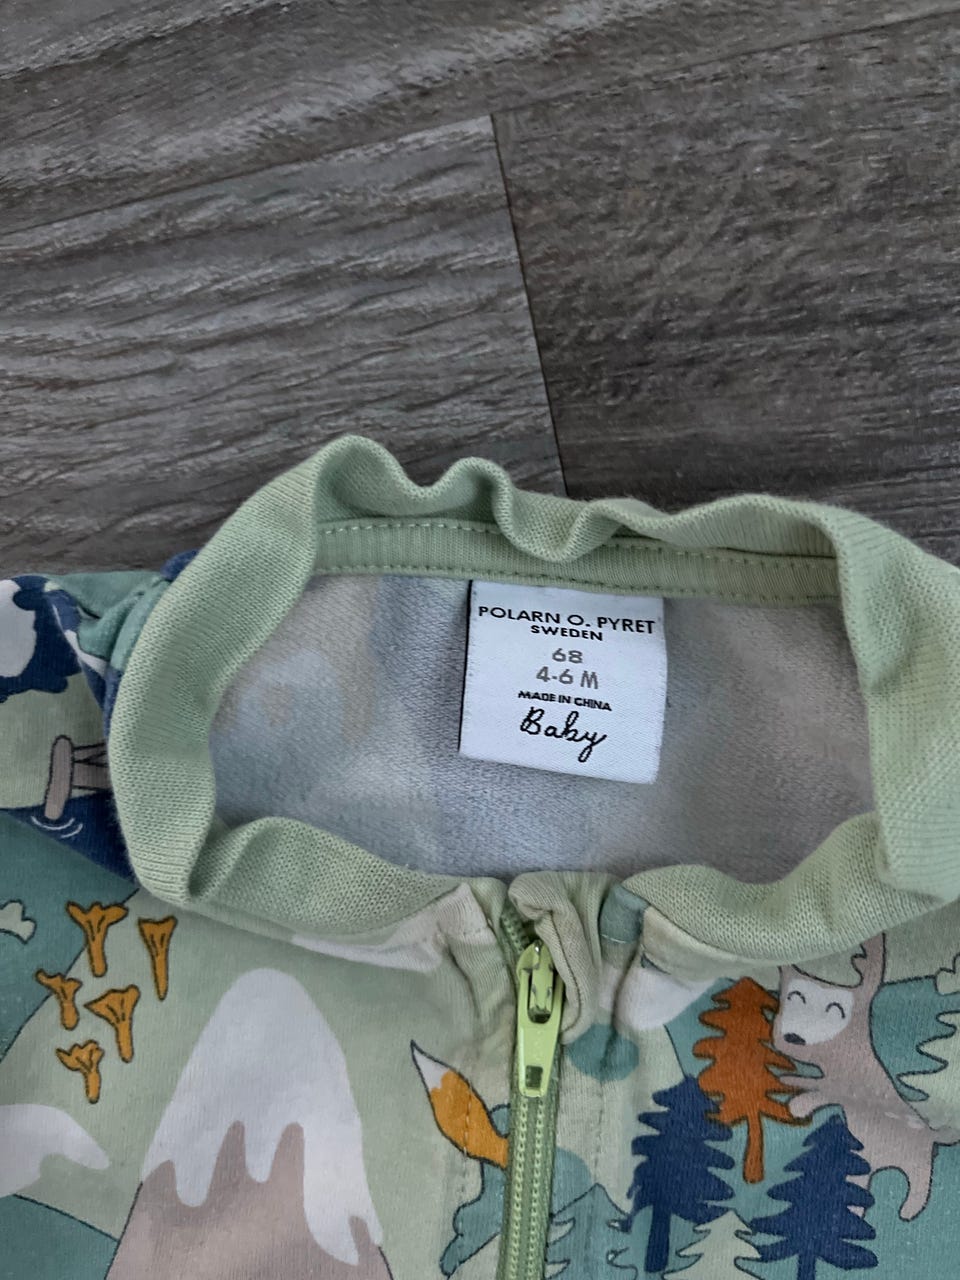 POLARN O. PYRET
SWEDEN
68
4-6 M
MADE IN CHINA
Baby